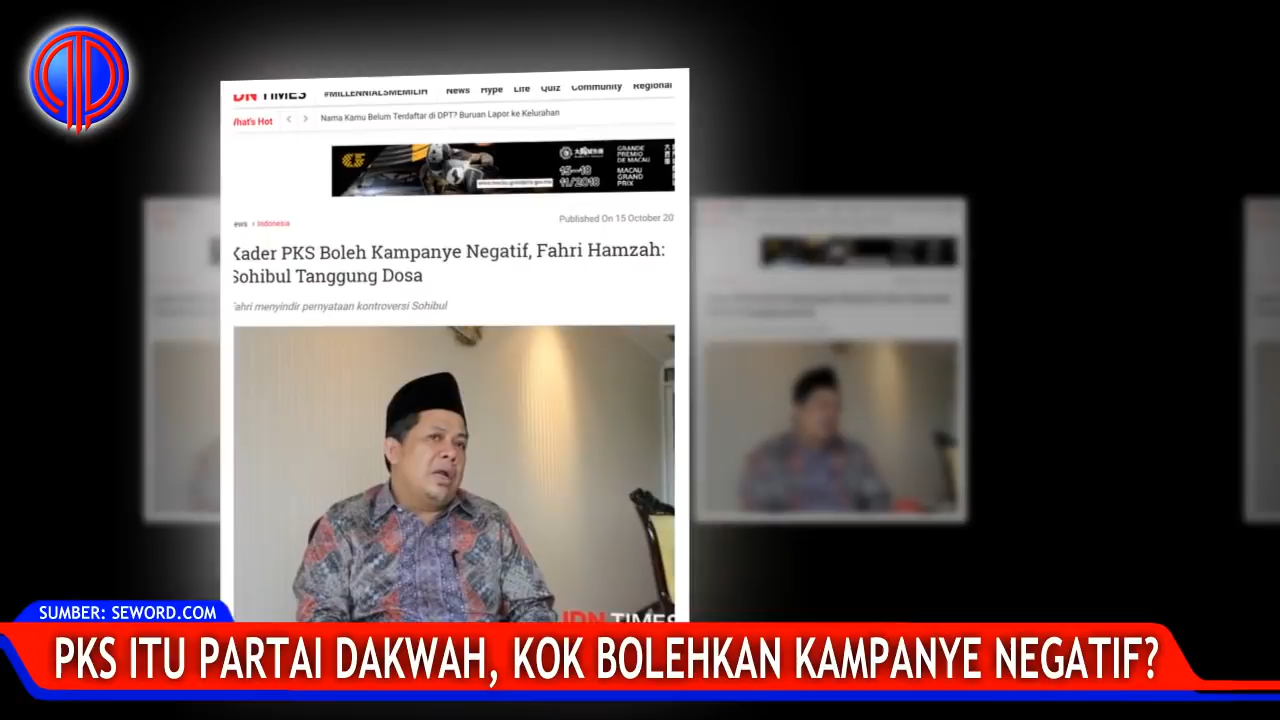 DN TIMES
#MILLENNIALSMEMILIH
News Hype Life Quiz Community Regional
What's Hot
Nama Kamu Belum Terdaftar di DPT? Buruan Lapor ke Kelurahan
15—18
11/2018
GRANDE
PREMIO
DE MACAU
MACAU
GRAND
PRIX
ews › Indonesia
Published On 15 October 20
Kader PKS Boleh Kampanye Negatif, Fahri Hamzah:
Sohibul Tanggung Dosa
Fahri menyindir pernyataan kontroversi Sohibul
IDN TIMES
SUMBER: SEWORD.COM
PKS ITU PARTAI DAKWAH, KOK BOLEHKAN KAMPANYE NEGATIF?